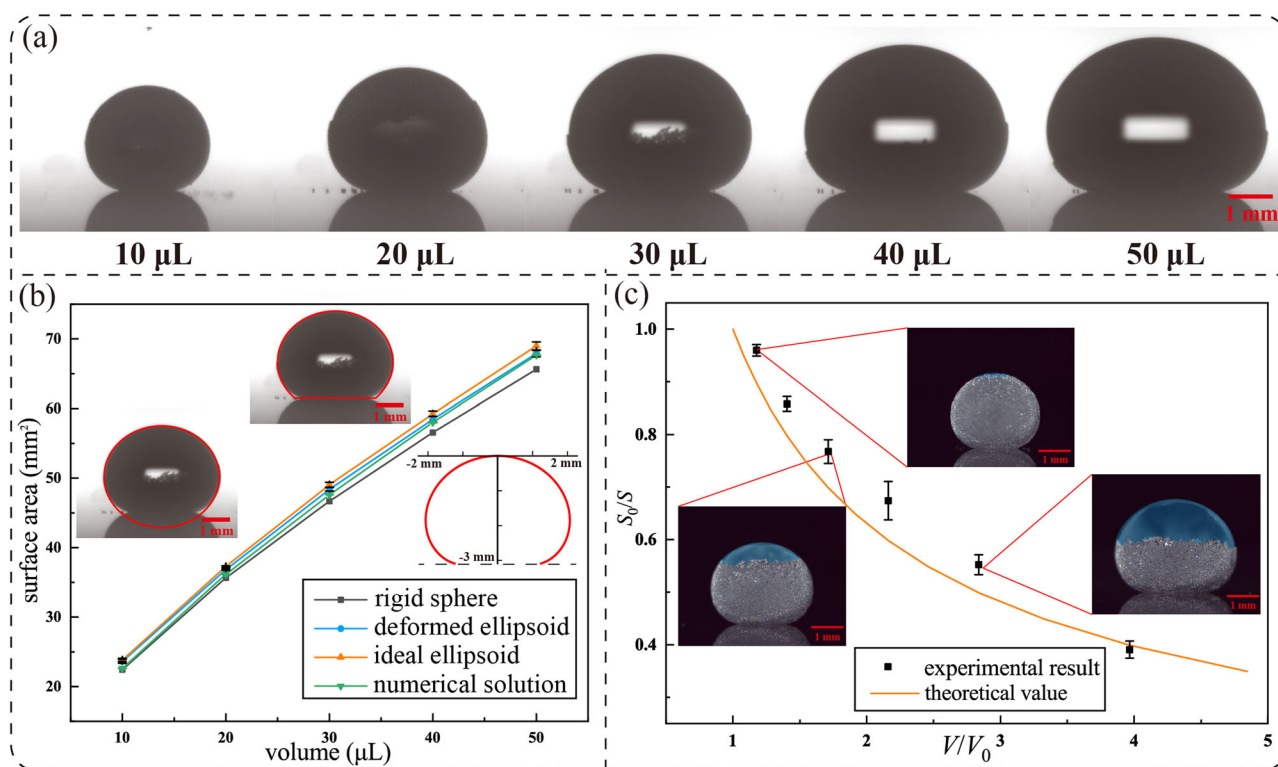 (a)
1 mm
10 μL 20 μL 30 μL 40 μL 50 μL
(b)
surface area (mm²)
70
60
50
40
30
20
10 20 30 40 50
volume (μL)
1 mm
1 mm
-2 mm 2 mm
-3 mm
rigid sphere
deformed ellipsoid
ideal ellipsoid
numerical solution
(c)
S₀/S
1.0
0.8
0.6
0.4
1 2 3 4 5
V/V₀
1 mm
1 mm
1 mm
experimental result
theoretical value